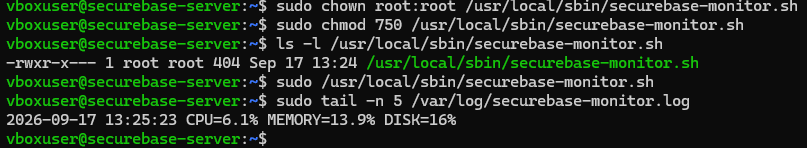 vboxuser@securebase-server:~$ sudo chown root:root /usr/local/sbin/securebase-monitor.sh
vboxuser@securebase-server:~$ sudo chmod 750 /usr/local/sbin/securebase-monitor.sh
vboxuser@securebase-server:~$ ls -l /usr/local/sbin/securebase-monitor.sh
-rwxr-x--- 1 root root 404 Sep 17 13:24 /usr/local/sbin/securebase-monitor.sh
vboxuser@securebase-server:~$ sudo /usr/local/sbin/securebase-monitor.sh
vboxuser@securebase-server:~$ sudo tail -n 5 /var/log/securebase-monitor.log
2026-09-17 13:25:23 CPU=6.1% MEMORY=13.9% DISK=16%
vboxuser@securebase-server:~$